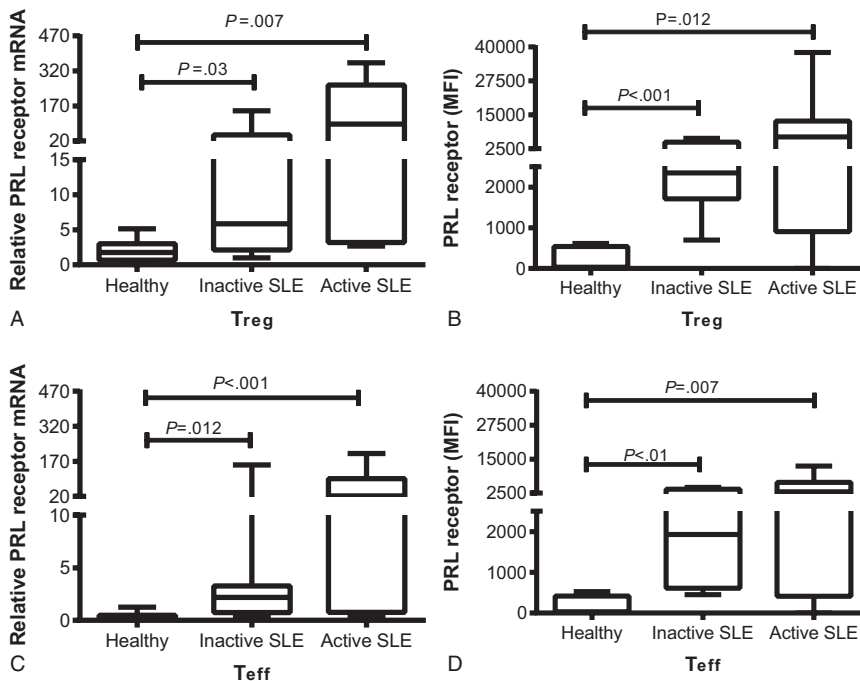 Relative PRL receptor mRNA
470
320
170
20
15
10
5
0
P=.007
P=.03
Healthy
Inactive SLE
Active SLE
A
Treg
PRL receptor (MFI)
40000
27500
15000
2500
2000
1000
0
P=.012
P<.001
Healthy
Inactive SLE
Active SLE
B
Treg
Relative PRL receptor mRNA
470
320
170
20
10
5
0
P<.001
P=.012
Healthy
Inactive SLE
Active SLE
C
Teff
PRL receptor (MFI)
40000
27500
15000
2500
2000
1000
0
P=.007
P<.01
Healthy
Inactive SLE
Active SLE
D
Teff